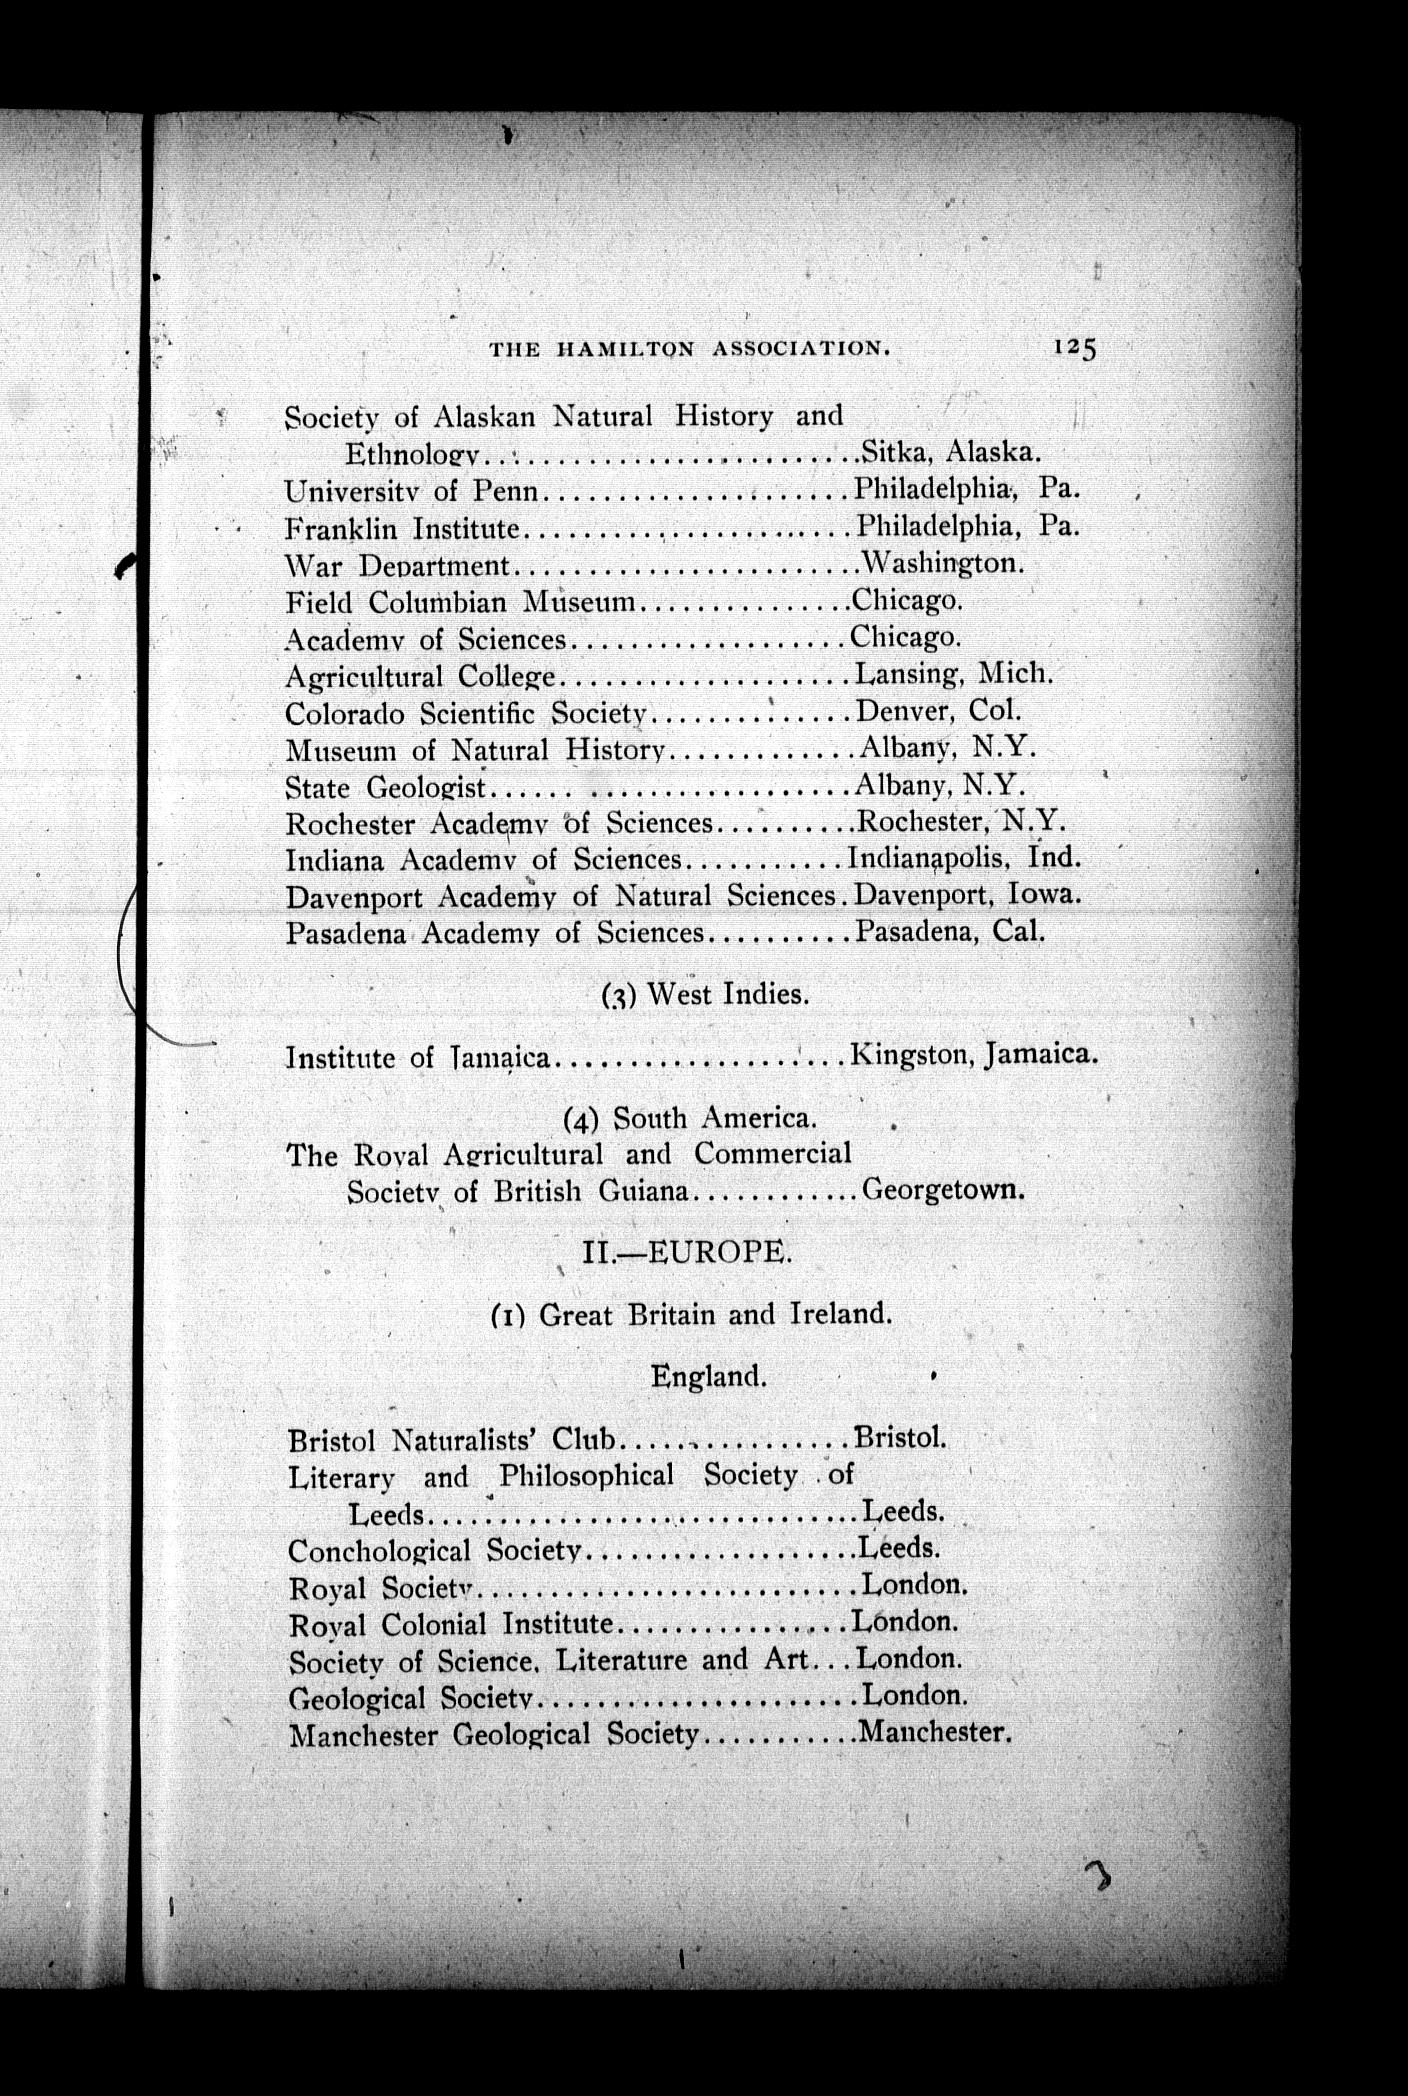 THE HAMILTON ASSOCIATION. 125
Society of Alaskan Natural History and
Ethnology.........................Sitka, Alaska.
University of Penn.....................Philadelphia, Pa.
Franklin Institute......................Philadelphia, Pa.
War Department.......................Washington.
Field Columbian Museum...............Chicago.
Academy of Sciences...................Chicago.
Agricultural College....................Lansing, Mich.
Colorado Scientific Society..............Denver, Col.
Museum of Natural History.............Albany, N.Y.
State Geologist...... ..................Albany, N.Y.
Rochester Academy of Sciences..........Rochester, N.Y.
Indiana Academy of Sciences...........Indianapolis, Ind.
Davenport Academy of Natural Sciences.Davenport, Iowa.
Pasadena Academy of Sciences..........Pasadena, Cal.
(3) West Indies.
Institute of Jamaica....................Kingston, Jamaica.
(4) South America.
The Royal Agricultural and Commercial
Society of British Guiana............Georgetown.
II.—EUROPE.
(1) Great Britain and Ireland.
England.
Bristol Naturalists' Club................Bristol.
Literary and Philosophical Society of
Leeds.............................Leeds.
Conchological Society...................Leeds.
Royal Society..........................London.
Royal Colonial Institute................London.
Society of Science, Literature and Art...London.
Geological Society......................London.
Manchester Geological Society...........Manchester.